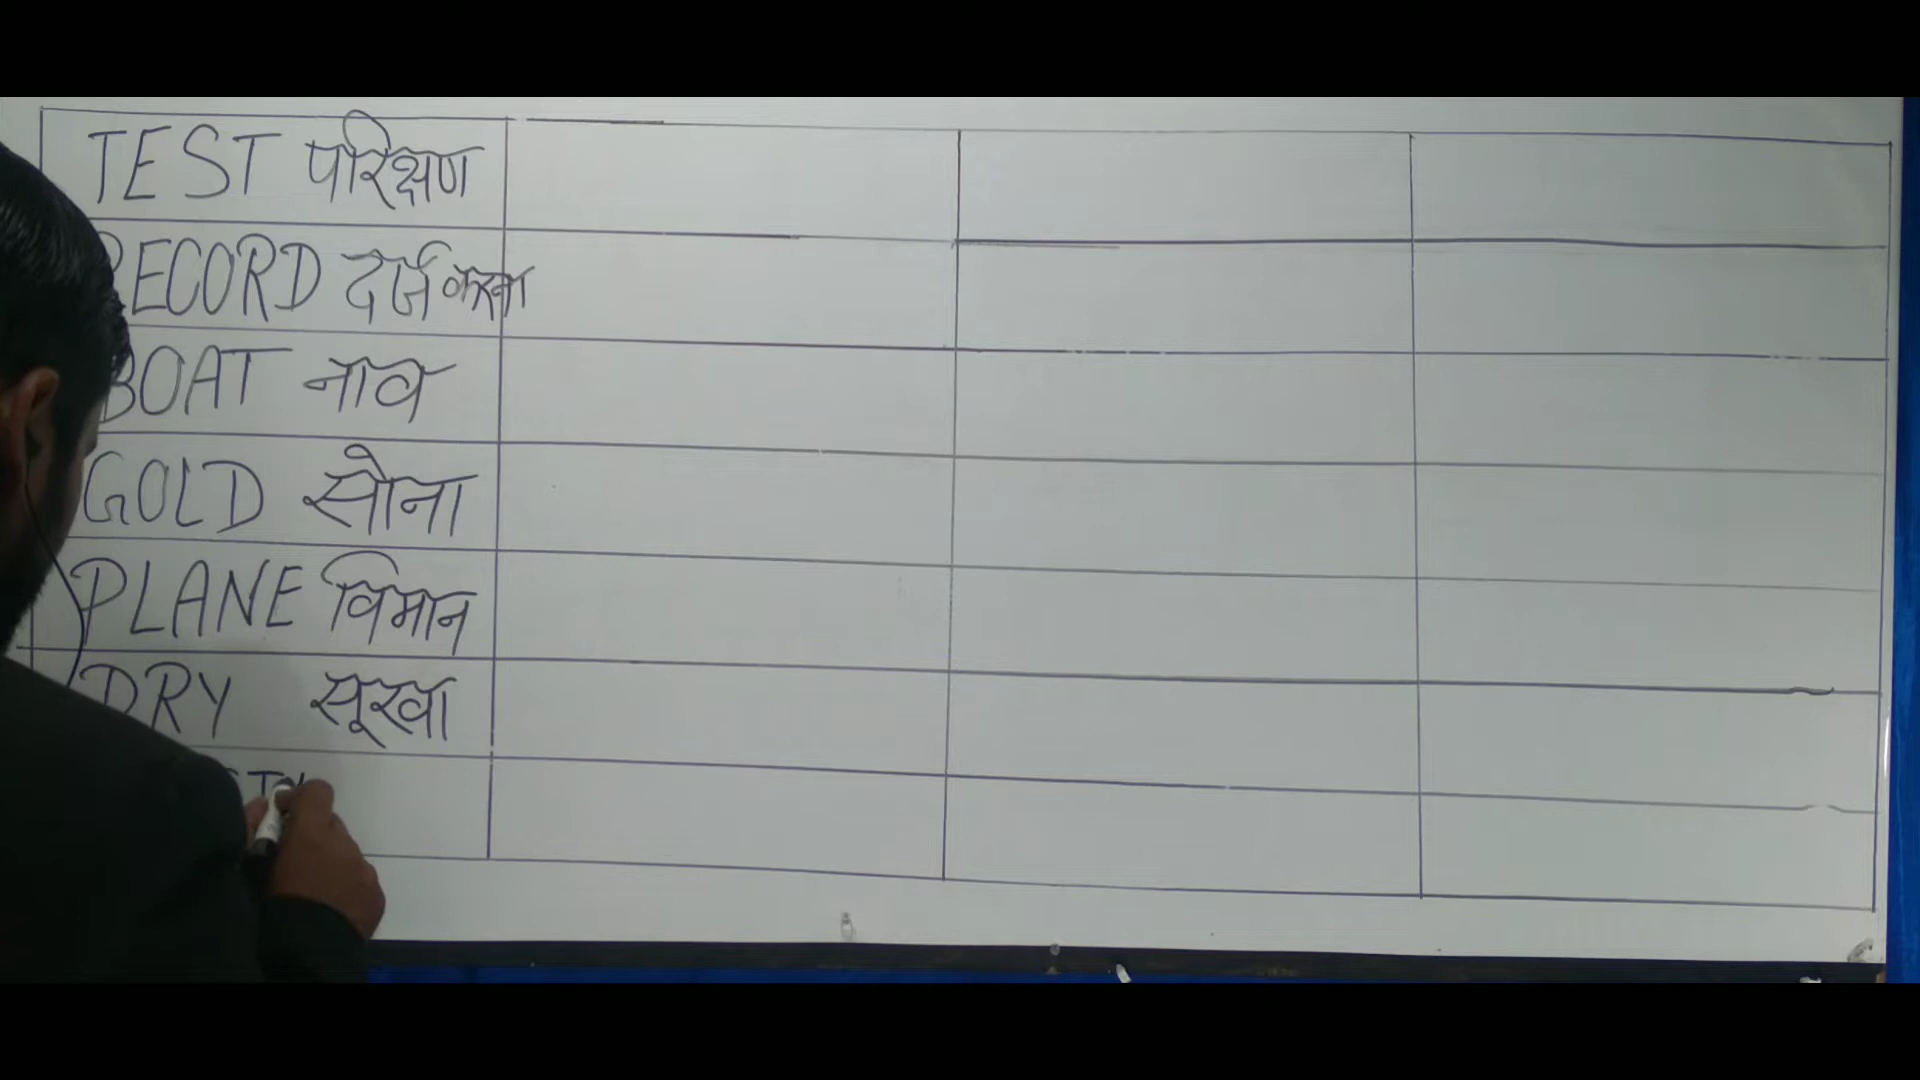 TEST परिक्षण
RECORD दर्ज करना
BOAT नाव
GOLD सोना
PLANE विमान
DRY सूखा